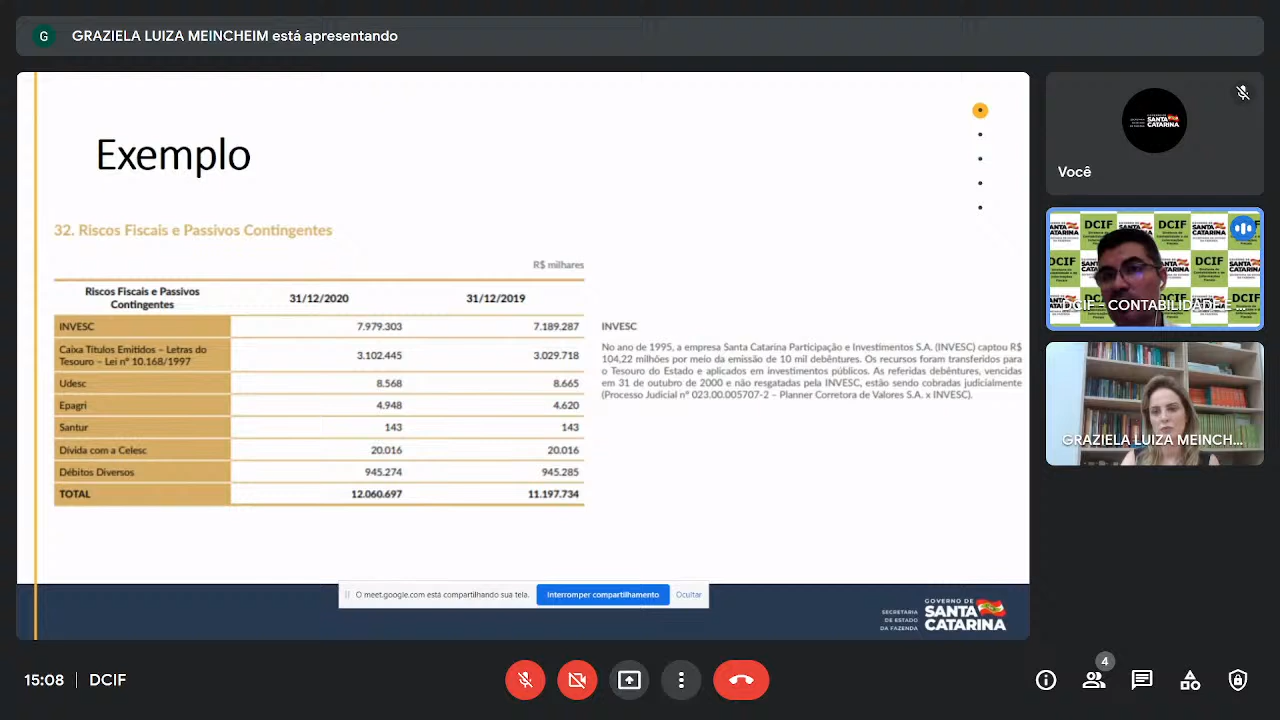 G GRAZIELA LUIZA MEINCHEIM está apresentando
Exemplo
32. Riscos Fiscais e Passivos Contingentes
R$ milhares
Riscos Fiscais e Passivos Contingentes 31/12/2020 31/12/2019
INVESC 7.979.303 7.189.287
Caixa Títulos Emitidos – Letras do
Tesouro – Lei nº 10.168/1997 3.102.445 3.029.718
Udesc 8.568 8.665
Epagri 4.948 4.620
Santur 143 143
Dívida com a Celesc 20.016 20.016
Débitos Diversos 945.274 945.285
TOTAL 12.060.697 11.197.734
INVESC
No ano de 1995, a empresa Santa Catarina Participação e Investimentos S.A. (INVESC) captou R$
104,22 milhões por meio da emissão de 10 mil debêntures. Os recursos foram transferidos para
o Tesouro do Estado e aplicados em investimentos públicos. As referidas debêntures, vencidas
em 31 de outubro de 2000 e não resgatadas pela INVESC, estão sendo cobradas judicialmente
(Processo Judicial nº 023.00.005707-2 – Planner Corretora de Valores S.A. x INVESC).
O meet.google.com está compartilhando sua tela. Interromper compartilhamento Ocultar
SECRETARIA
DE ESTADO
DA FAZENDA
GOVERNO DE
SANTA
CATARINA
SANTA
CATARINA
Você
DCIF
DCIF - CONTABILIDADE E ...
GRAZIELA LUIZA MEINCH...
15:08 | DCIF
4